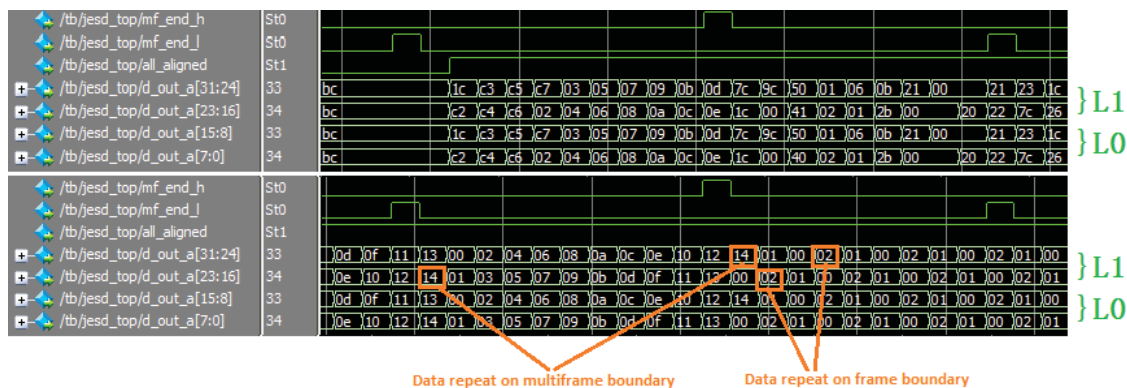 /tb/jesd_top/mf_end_h St0
/tb/jesd_top/mf_end_l St0
/tb/jesd_top/all_aligned St1
/tb/jesd_top/d_out_a[31:24] 33 bc 1c c3 c5 c7 03 05 07 09 0b 0d 7c 9c 50 01 06 0b 21 00 21 23 1c
/tb/jesd_top/d_out_a[23:16] 34 bc c2 c4 c6 02 04 06 08 0a 0c 0e 1c 00 41 02 01 2b 00 20 22 7c 26
}L1
/tb/jesd_top/d_out_a[15:8] 33 bc 1c c3 c5 c7 03 05 07 09 0b 0d 7c 9c 50 01 06 0b 21 00 21 23 1c
/tb/jesd_top/d_out_a[7:0] 34 bc c2 c4 c6 02 04 06 08 0a 0c 0e 1c 00 40 02 01 2b 00 20 22 7c 26
}L0
/tb/jesd_top/mf_end_h St0
/tb/jesd_top/mf_end_l St0
/tb/jesd_top/all_aligned St1
/tb/jesd_top/d_out_a[31:24] 33 0d 0f 11 13 00 02 04 06 08 0a 0c 0e 10 12 14 01 00 02 01 00 02 01 00 02 01 00
/tb/jesd_top/d_out_a[23:16] 34 0e 10 12 14 01 03 05 07 09 0b 0d 0f 11 13 00 02 01 00 02 01 00 02 01 00 02 01
}L1
/tb/jesd_top/d_out_a[15:8] 33 0d 0f 11 13 00 02 04 06 08 0a 0c 0e 10 12 14 01 00 02 01 00 02 01 00 02 01 00
/tb/jesd_top/d_out_a[7:0] 34 0e 10 12 14 01 03 05 07 09 0b 0d 0f 11 13 00 02 01 00 02 01 00 02 01 00 02 01
}L0
Data repeat on multiframe boundary
Data repeat on frame boundary